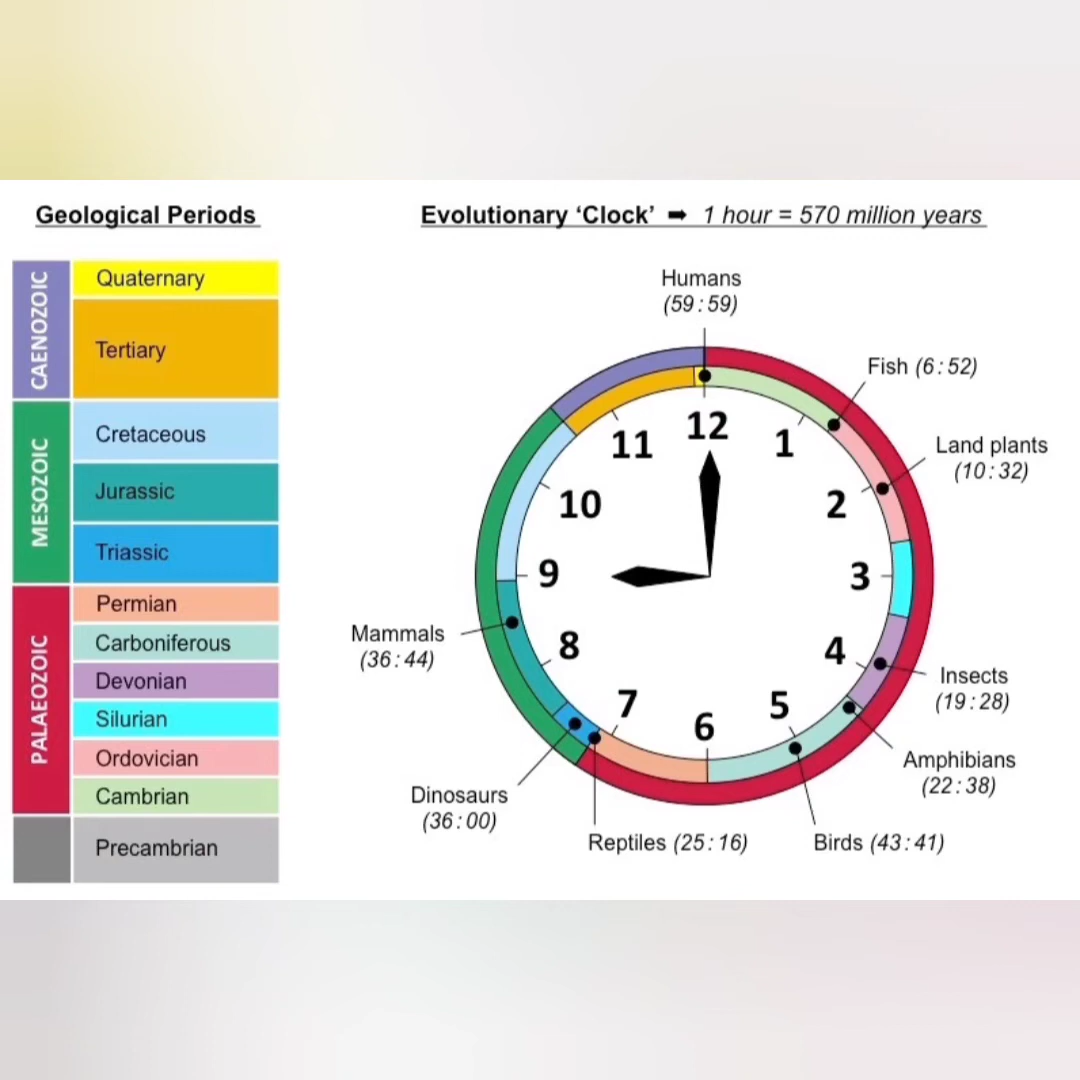 Geological Periods
CAENOZOIC
Quaternary
Tertiary
MESOZOIC
Cretaceous
Jurassic
Triassic
PALAEOZOIC
Permian
Carboniferous
Devonian
Silurian
Ordovician
Cambrian
Precambrian
Evolutionary ‘Clock’ ➡ 1 hour = 570 million years
Humans
(59:59)
Fish (6:52)
Land plants
(10:32)
Insects
(19:28)
Amphibians
(22:38)
Birds (43:41)
Reptiles (25:16)
Dinosaurs
(36:00)
Mammals
(36:44)
12
1
2
3
4
5
6
7
8
9
10
11